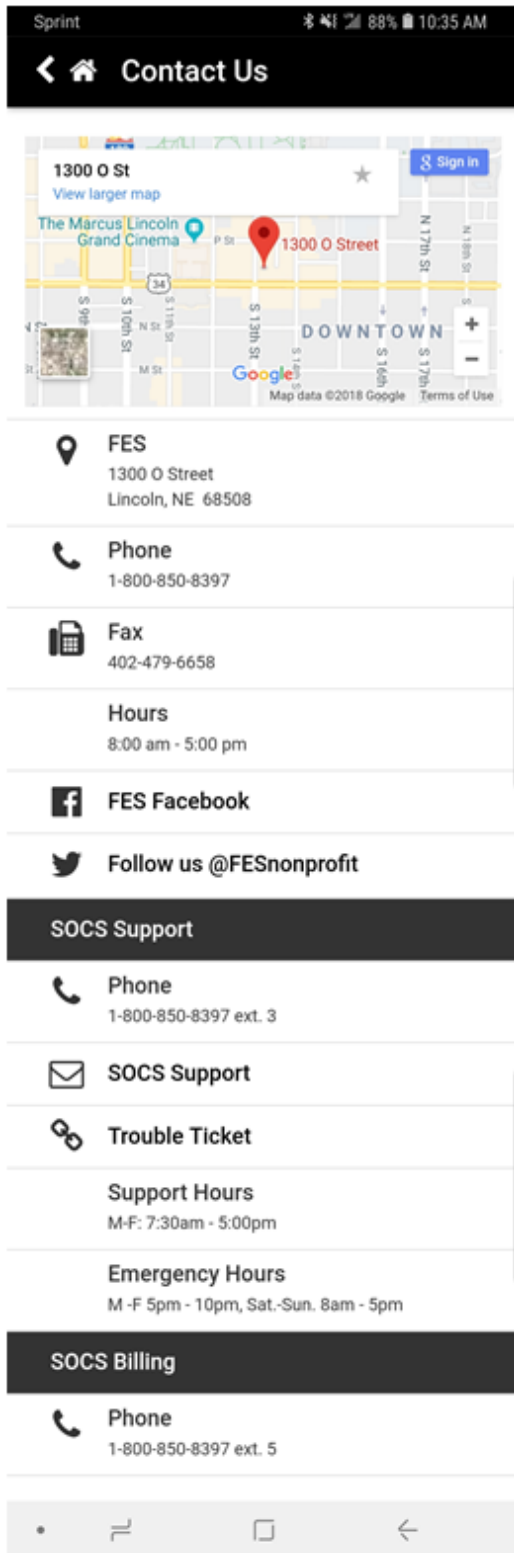 Sprint 88% 10:35 AM
Contact Us
1300 O St
View larger map
Sign in
The Marcus Lincoln
Grand Cinema
P St
1300 O Street
N 17th St
N 18th St
34
S 9th
S 10th St
S 11th St
N St
M St
S 13th St
DOWNTOWN
S 16th
S 17th
+
-
Google
Map data ©2018 Google Terms of Use
FES
1300 O Street
Lincoln, NE 68508
Phone
1-800-850-8397
Fax
402-479-6658
Hours
8:00 am - 5:00 pm
FES Facebook
Follow us @FESnonprofit
SOCS Support
Phone
1-800-850-8397 ext. 3
SOCS Support
Trouble Ticket
Support Hours
M-F: 7:30am - 5:00pm
Emergency Hours
M -F 5pm - 10pm, Sat.-Sun. 8am - 5pm
SOCS Billing
Phone
1-800-850-8397 ext. 5